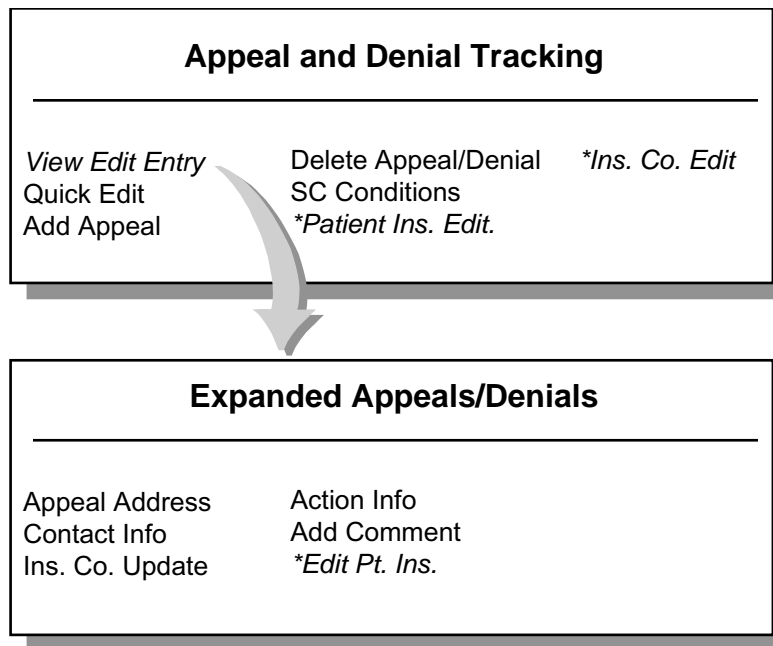 Appeal and Denial Tracking
View Edit Entry
Quick Edit
Add Appeal
Delete Appeal/Denial
SC Conditions
*Patient Ins. Edit.
*Ins. Co. Edit
Expanded Appeals/Denials
Appeal Address
Contact Info
Ins. Co. Update
Action Info
Add Comment
*Edit Pt. Ins.